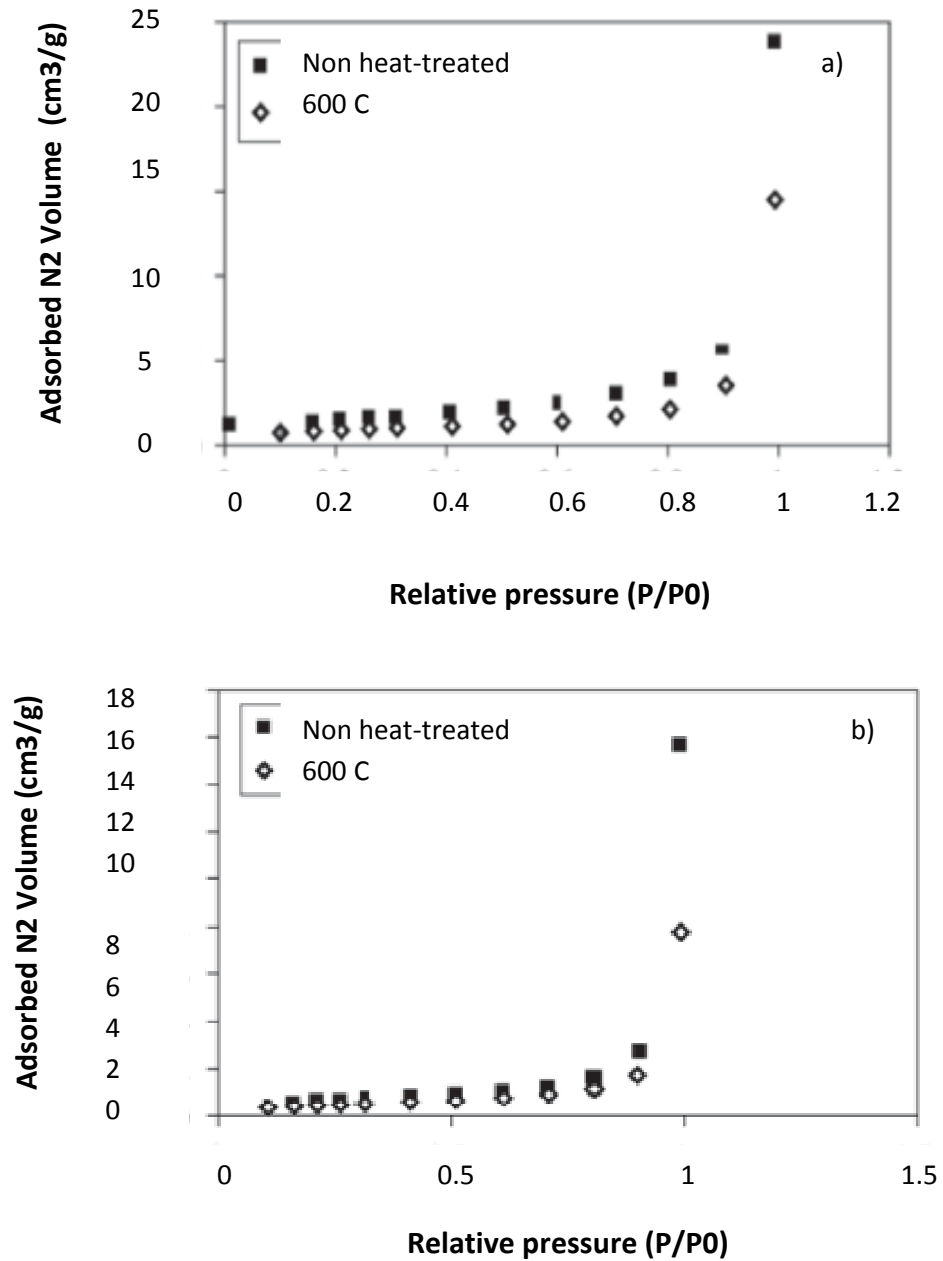 25
20
15
10
5
0
Adsorbed N2 Volume (cm3/g)
Non heat-treated
600 C
a)
0 0.2 0.4 0.6 0.8 1 1.2
Relative pressure (P/P0)
18
16
14
12
10
8
6
4
2
0
Adsorbed N2 Volume (cm3/g)
Non heat-treated
600 C
b)
0 0.5 1 1.5
Relative pressure (P/P0)